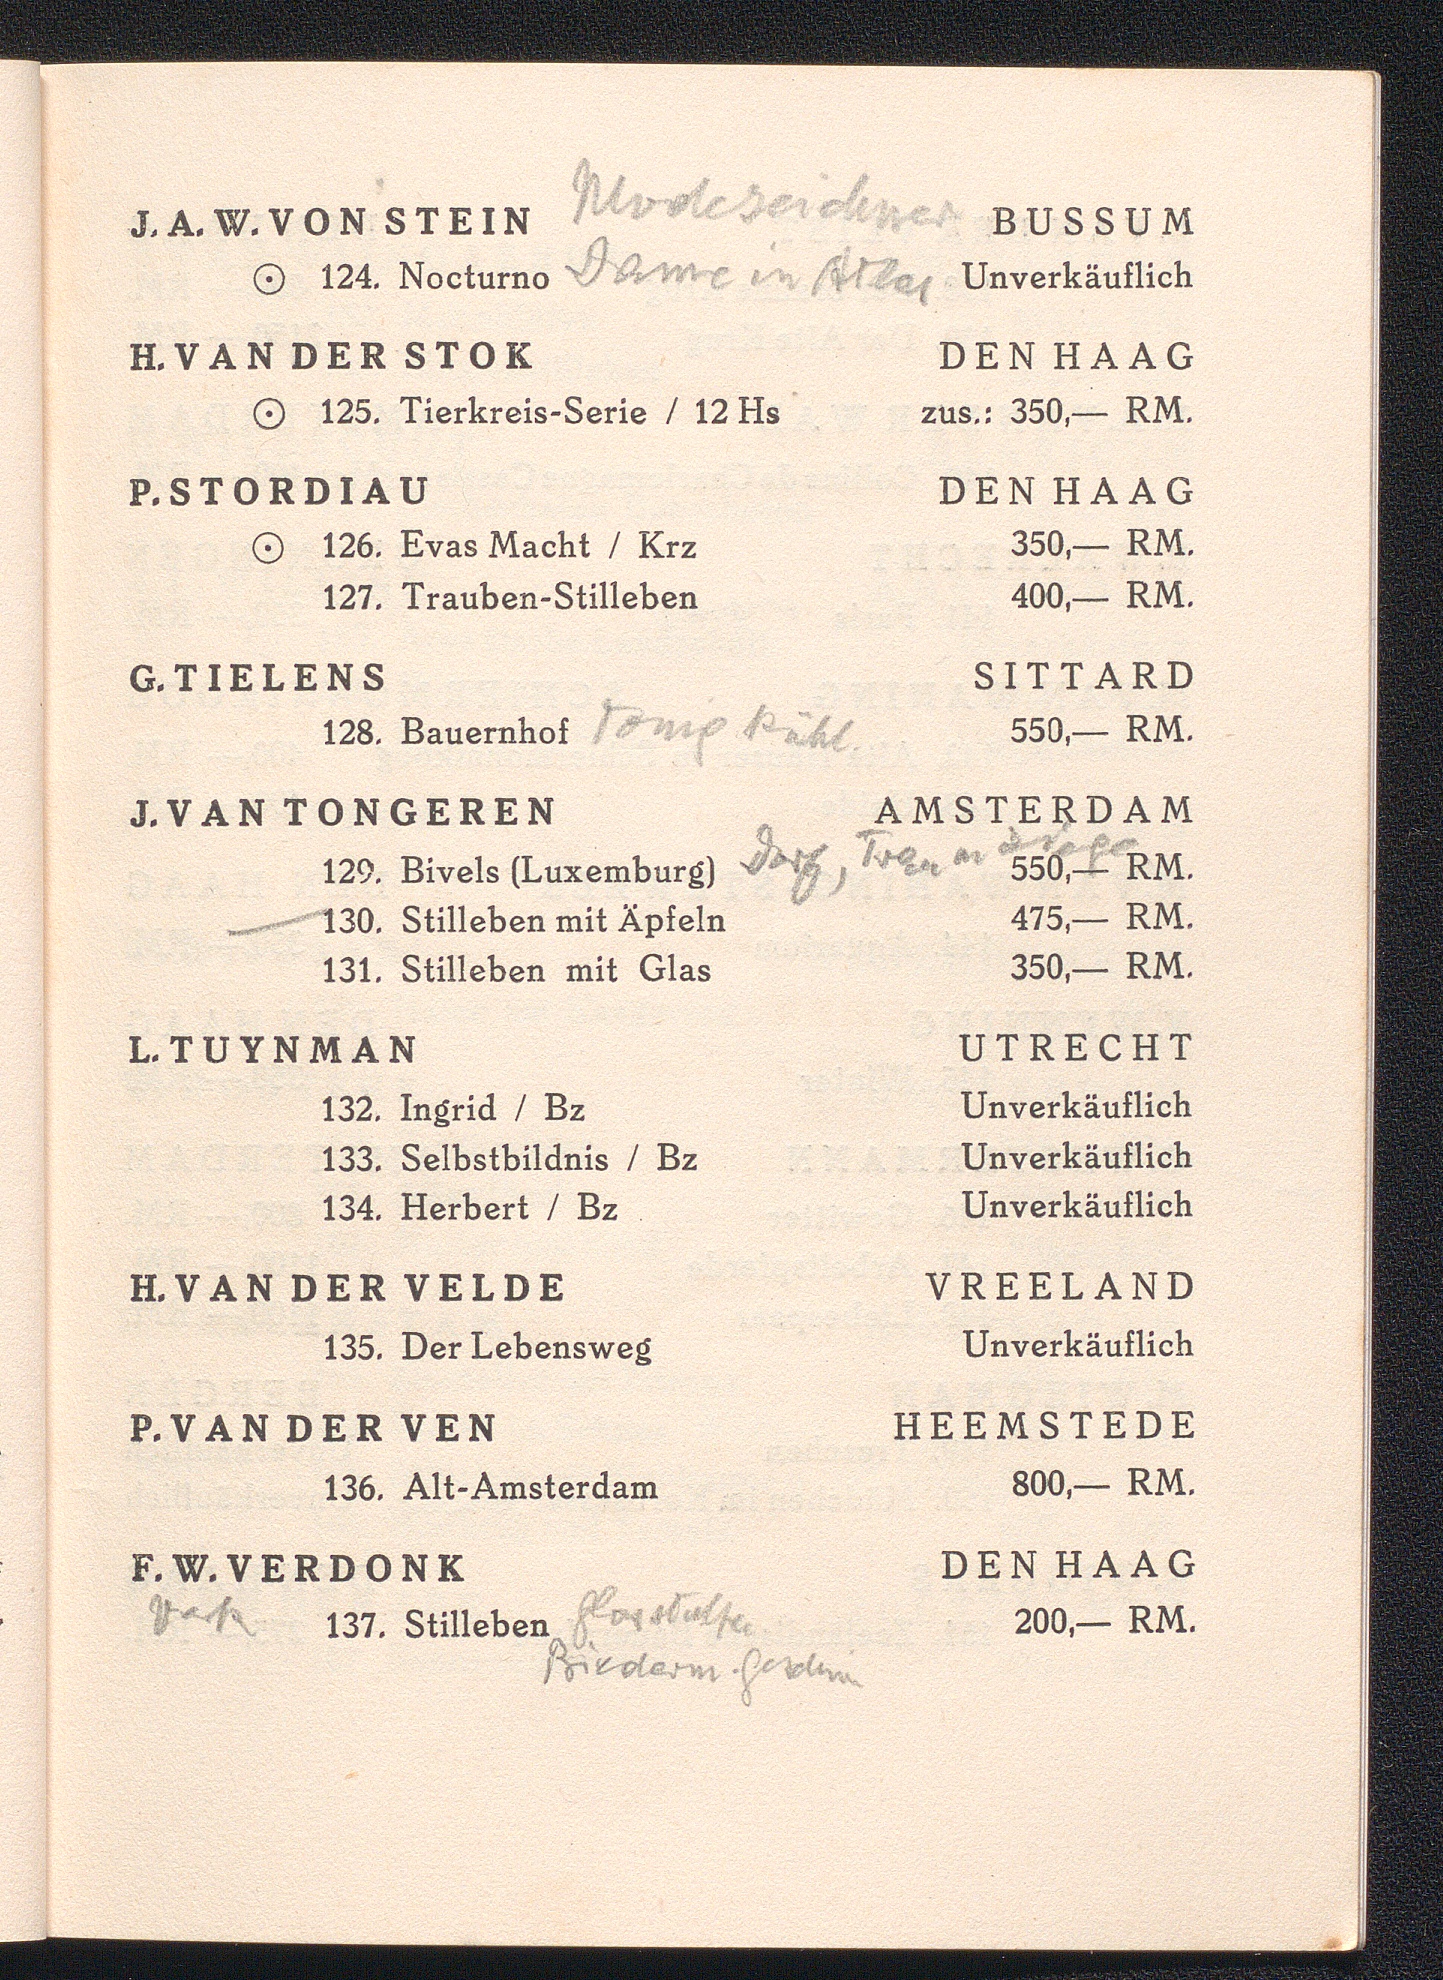 J. A. W. VON STEIN Modezeichner BUSSUM
⊙ 124. Nocturno Dame in Atlas Unverkäuflich
H. VAN DER STOK DEN HAAG
⊙ 125. Tierkreis-Serie / 12 Hs zus.: 350,— RM.
P. STORDIAU DEN HAAG
⊙ 126. Evas Macht / Krz 350,— RM.
127. Trauben-Stilleben 400,— RM.
G. TIELENS SITTARD
128. Bauernhof tonig kühl. 550,— RM.
J. VAN TONGEREN AMSTERDAM
129. Bivels (Luxemburg) Dorf, 550,— RM.
130. Stilleben mit Äpfeln 475,— RM.
131. Stilleben mit Glas 350,— RM.
L. TUYNMAN UTRECHT
132. Ingrid / Bz Unverkäuflich
133. Selbstbildnis / Bz Unverkäuflich
134. Herbert / Bz Unverkäuflich
H. VAN DER VELDE VREELAND
135. Der Lebensweg Unverkäuflich
P. VAN DER VEN HEEMSTEDE
136. Alt-Amsterdam 800,— RM.
F. W. VERDONK DEN HAAG
137. Stilleben 200,— RM.
Biederm.